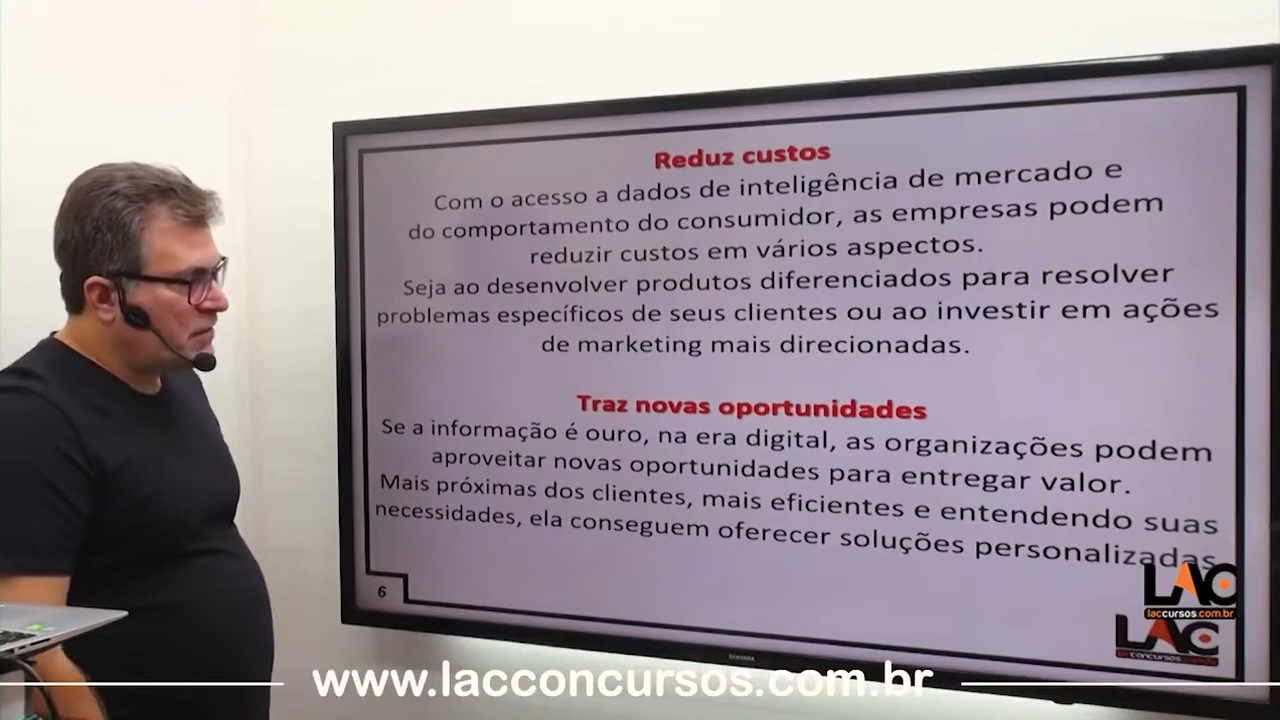 Reduz custos
Com o acesso a dados de inteligência de mercado e
do comportamento do consumidor, as empresas podem
reduzir custos em vários aspectos.
Seja ao desenvolver produtos diferenciados para resolver
problemas específicos de seus clientes ou ao investir em ações
de marketing mais direcionadas.
Traz novas oportunidades
Se a informação é ouro, na era digital, as organizações podem
aproveitar novas oportunidades para entregar valor.
Mais próximas dos clientes, mais eficientes e entendendo suas
necessidades, ela conseguem oferecer soluções personalizadas
6
LAC
laccursos.com.br
LAC
lacconcursos.com.br
SAMSUNG
www.lacconcursos.com.br